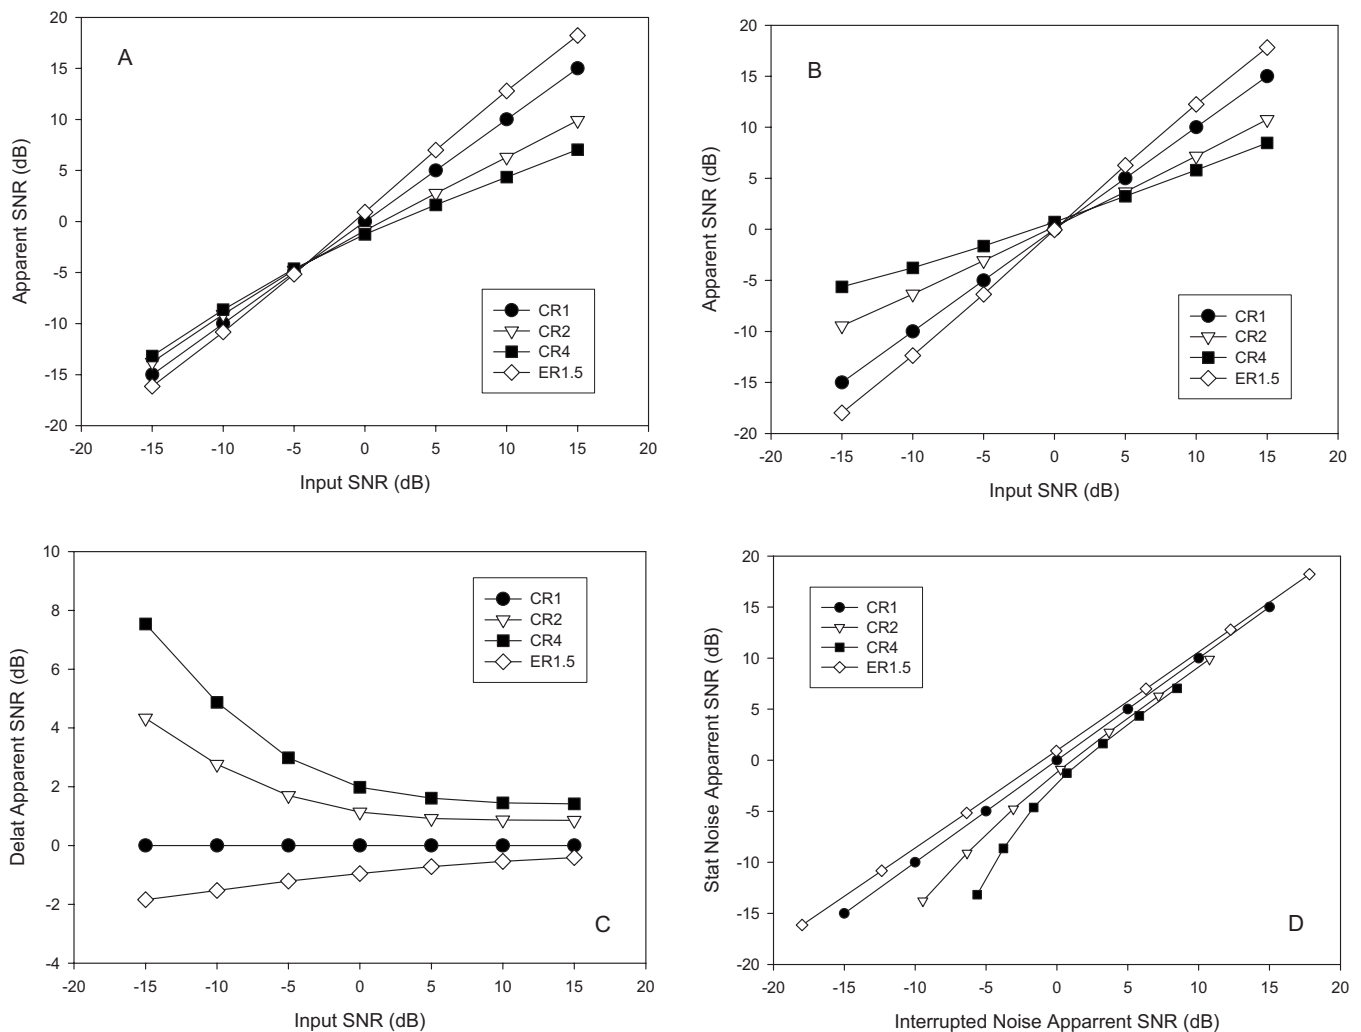 A
Apparent SNR (dB)
20
15
10
5
0
-5
-10
-15
-20
-20 -15 -10 -5 0 5 10 15 20
Input SNR (dB)
CR1
CR2
CR4
ER1.5
B
Apparent SNR (dB)
20
15
10
5
0
-5
-10
-15
-20
-20 -15 -10 -5 0 5 10 15 20
Input SNR (dB)
CR1
CR2
CR4
ER1.5
Delat Apparent SNR (dB)
10
8
6
4
2
0
-2
-4
-20 -15 -10 -5 0 5 10 15 20
Input SNR (dB)
CR1
CR2
CR4
ER1.5
C
Stat Noise Apparrent SNR (dB)
20
15
10
5
0
-5
-10
-15
-20
-20 -15 -10 -5 0 5 10 15 20
Interrupted Noise Apparrent SNR (dB)
CR1
CR2
CR4
ER1.5
D